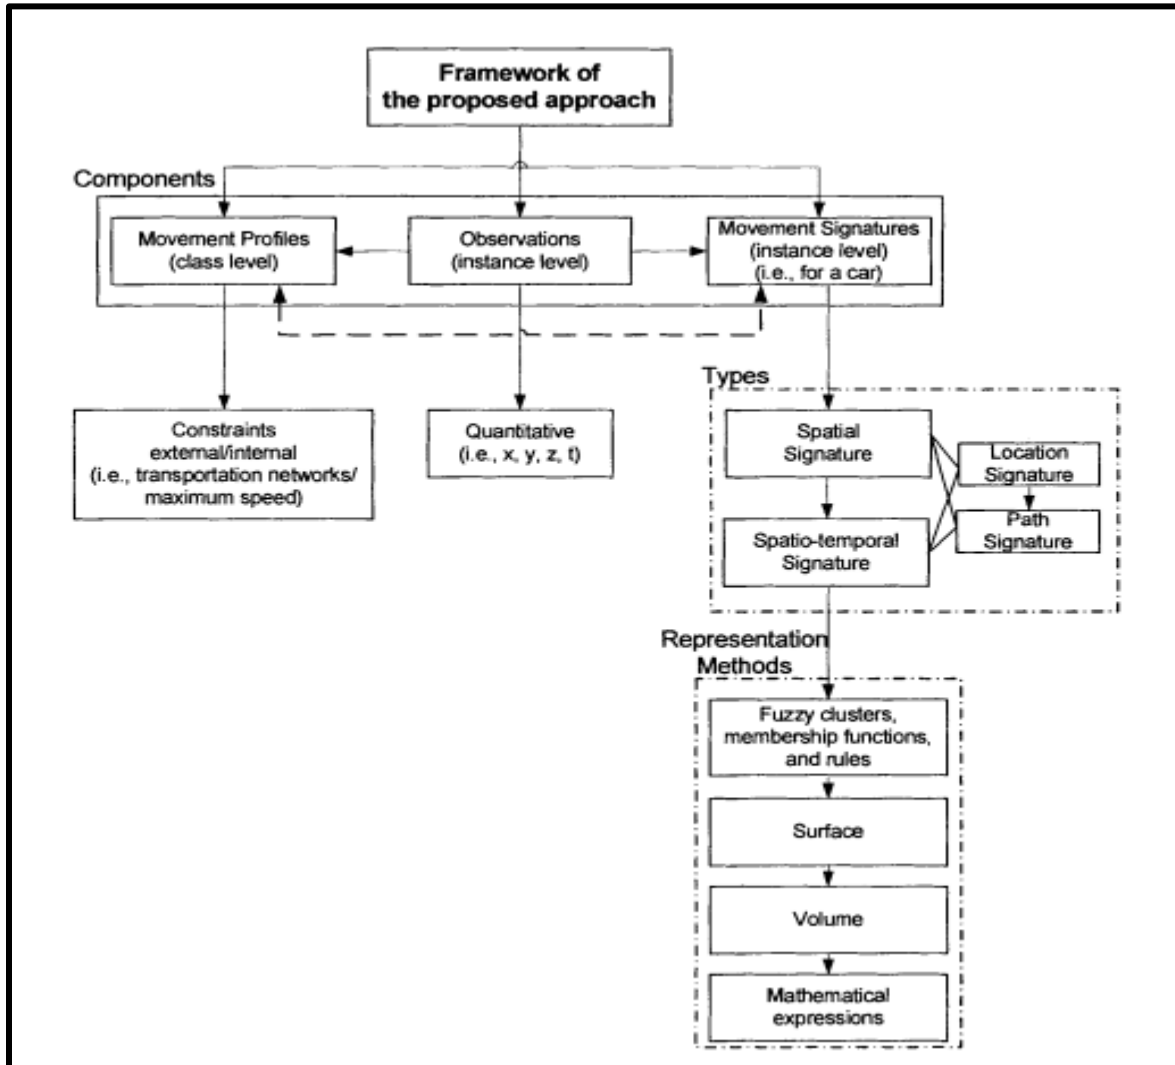 Framework of
the proposed approach
Components
Movement Profiles
(class level)
Observations
(instance level)
Movement Signatures
(instance level)
(i.e., for a car)
Types
Constraints
external/internal
(i.e., transportation networks/
maximum speed)
Quantitative
(i.e., x, y, z, t)
Spatial
Signature
Location
Signature
Path
Signature
Spatio-temporal
Signature
Representation
Methods
Fuzzy clusters,
membership functions,
and rules
Surface
Volume
Mathematical
expressions